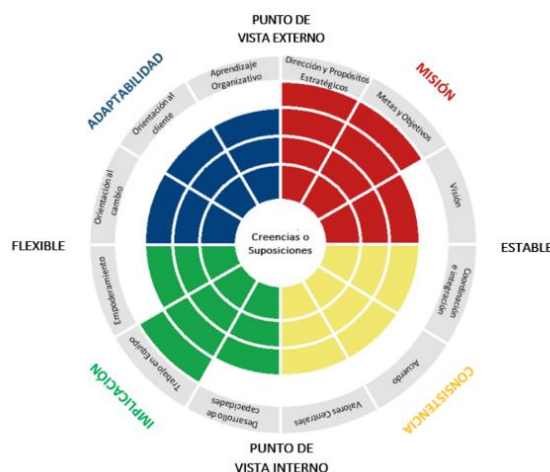 PUNTO DE
VISTA EXTERNO
ADAPTABILIDAD
MISIÓN
Aprendizaje
Organizativo
Dirección y Propósitos
Estratégicos
Orientación al
cliente
Metas y Objetivos
Orientación al
cambio
Visión
FLEXIBLE
Creencias o
Suposiciones
ESTABLE
Empoderamiento
Coordinación
e integración
Trabajo en Equipo
Acuerdo
Desarrollo de
capacidades
Valores Centrales
IMPLICACIÓN
CONSISTENCIA
PUNTO DE
VISTA INTERNO